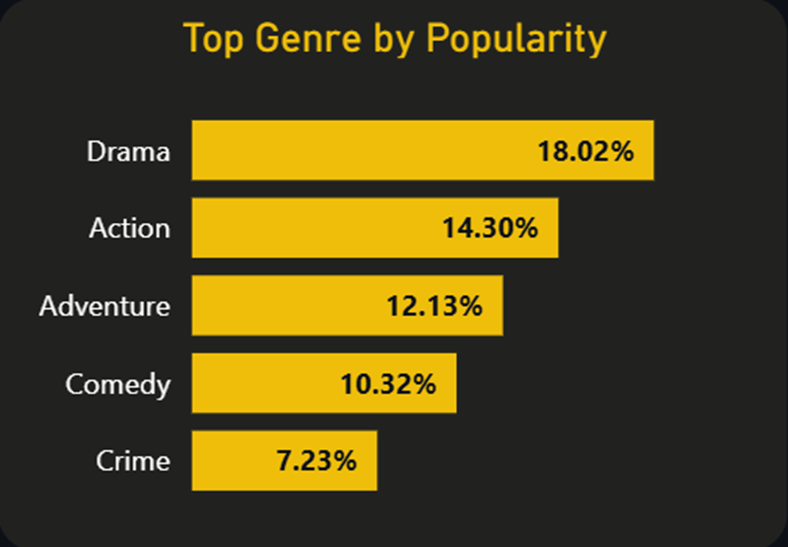 Top Genre by Popularity
Drama 18.02%
Action 14.30%
Adventure 12.13%
Comedy 10.32%
Crime 7.23%